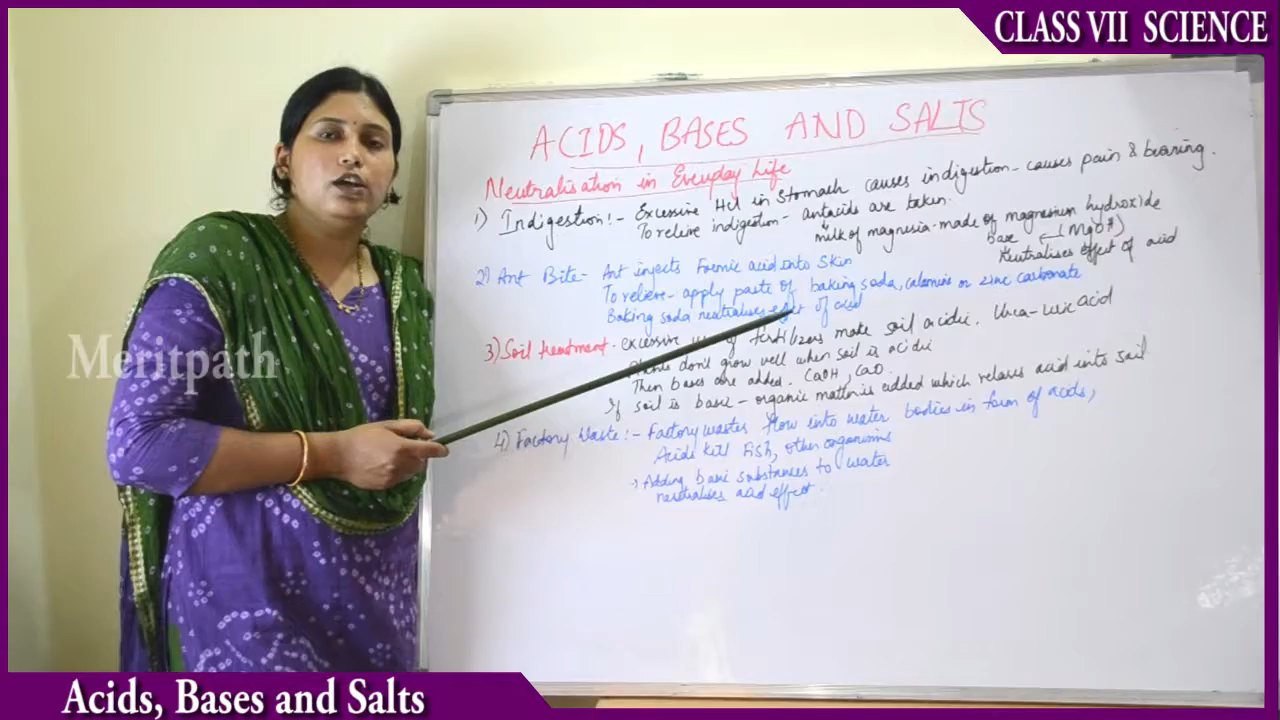 CLASS VII SCIENCE
ACIDS, BASES AND SALTS
Neutralisation in Everyday Life
1) Indigestion:- Excessive Hcl in Stomach causes indigestion - causes pain & burning.
To releive indigestion - antacids are taken.
milk of magnesia - made of magnesium hydroxide
Base (MgOH)
Neutralises effect of acid
2) Ant Bite - Ant injects Formic acid into Skin
To relieve - apply paste of baking soda, calamine or zinc carbonate
Baking soda neutralises effect of acid
3) Soil treatment - excessive of fertilizers make soil acidic. Urea - uric acid
don't grow well when soil is acidic
Then bases are added. CaOH, CaO.
If soil is basic - organic matter is added which relases acid into soil
4) Factory Waste:- Factory wastes flow into water bodies in form of acids,
Acids kill Fish, other organisms
Adding basic substances to water
neutralises acid effect.
Meritpath
Acids, Bases and Salts